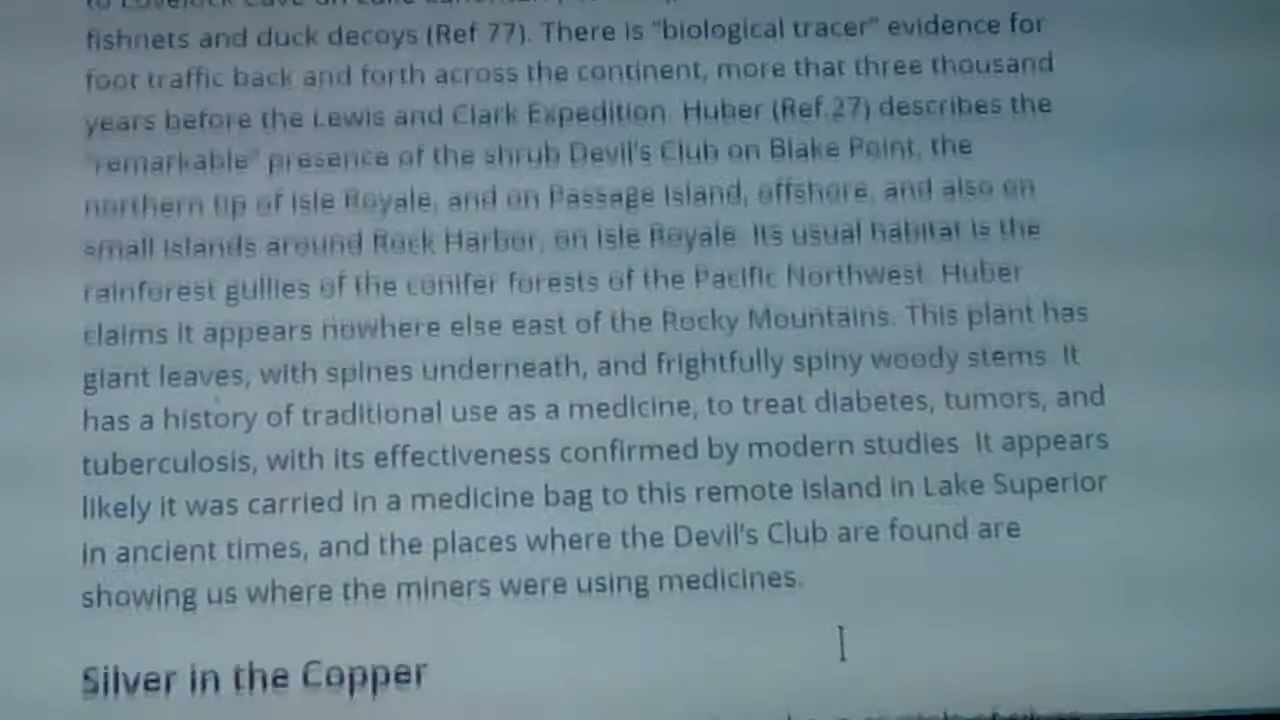 fishnets and duck decoys (Ref 77). There is "biological tracer" evidence for
foot traffic back and forth across the continent, more that three thousand
years before the Lewis and Clark Expedition. Huber (Ref.27) describes the
"remarkable" presence of the shrub Devil's Club on Blake Point, the
northern tip of Isle Royale, and on Passage Island, offshore, and also on
small islands around Rock Harbor, on Isle Royale. Its usual habitat is the
rainforest gullies of the conifer forests of the Pacific Northwest. Huber
claims it appears nowhere else east of the Rocky Mountains. This plant has
giant leaves, with spines underneath, and frightfully spiny woody stems. It
has a history of traditional use as a medicine, to treat diabetes, tumors, and
tuberculosis, with its effectiveness confirmed by modern studies. It appears
likely it was carried in a medicine bag to this remote island in Lake Superior
in ancient times, and the places where the Devil's Club are found are
showing us where the miners were using medicines.
Silver in the Copper